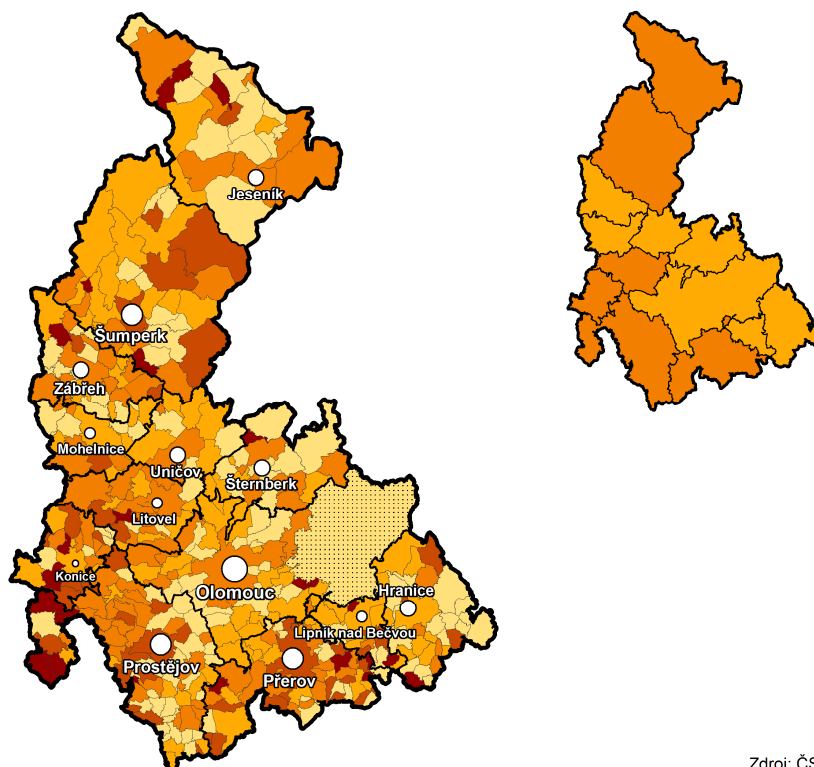 Jeseník
Šumperk
Zábřeh
Mohelnice
Uničov
Šternberk
Litovel
Konice
Olomouc
Hranice
Lipník nad Bečvou
Prostějov
Přerov
Zdroj: ČS